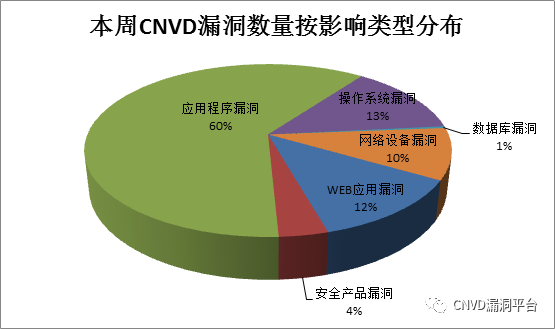 本周CNVD漏洞数量按影响类型分布
应用程序漏洞
60%
操作系统漏洞
13%
数据库漏洞
1%
网络设备漏洞
10%
WEB应用漏洞
12%
安全产品漏洞
4%
CNVD漏洞平台